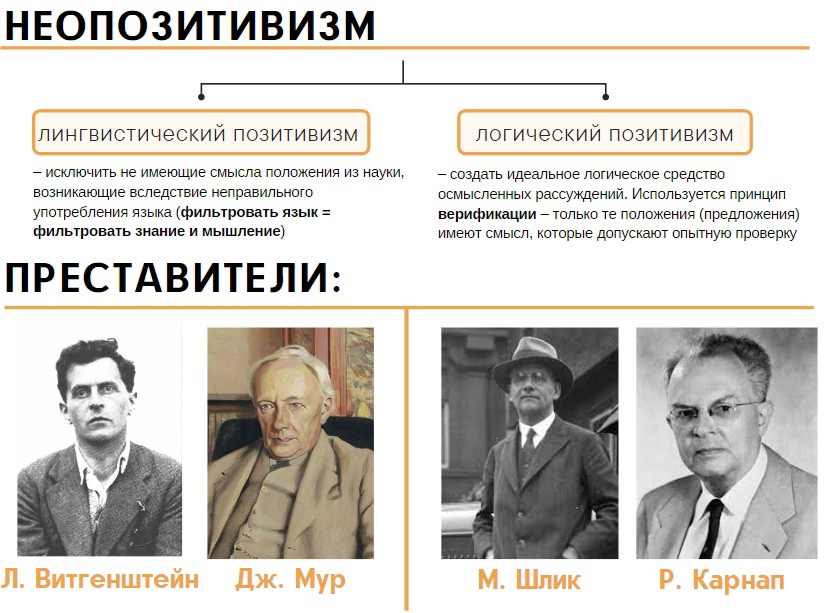 НЕОПОЗИТИВИЗМ
ЛИНГВИСТИЧЕСКИЙ ПОЗИТИВИЗМ
– исключить не имеющие смысла положения из науки,
возникающие вследствие неправильного
употребления языка (фильтровать язык =
фильтровать знание и мышление)
ЛОГИЧЕСКИЙ ПОЗИТИВИЗМ
– создать идеальное логическое средство
осмысленных рассуждений. Используется принцип
верификации – только те положения (предложения)
имеют смысл, которые допускают опытную проверку
ПРЕСТАВИТЕЛИ:
Л. Витгенштейн
Дж. Мур
М. Шлик
Р. Карнап